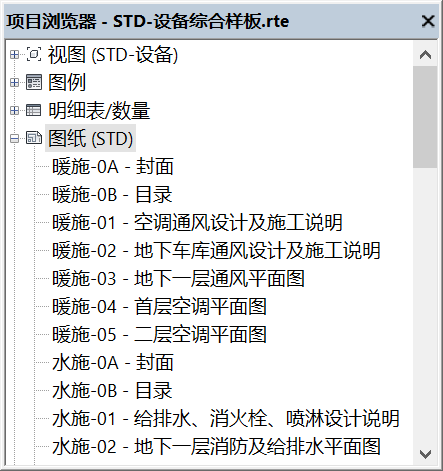 项目浏览器 - STD-设备综合样板.rte
视图 (STD-设备)
图例
明细表/数量
图纸 (STD)
暖施-0A - 封面
暖施-0B - 目录
暖施-01 - 空调通风设计及施工说明
暖施-02 - 地下车库通风设计及施工说明
暖施-03 - 地下一层通风平面图
暖施-04 - 首层空调平面图
暖施-05 - 二层空调平面图
水施-0A - 封面
水施-0B - 目录
水施-01 - 给排水、消火栓、喷淋设计说明
水施-02 - 地下一层消防及给排水平面图